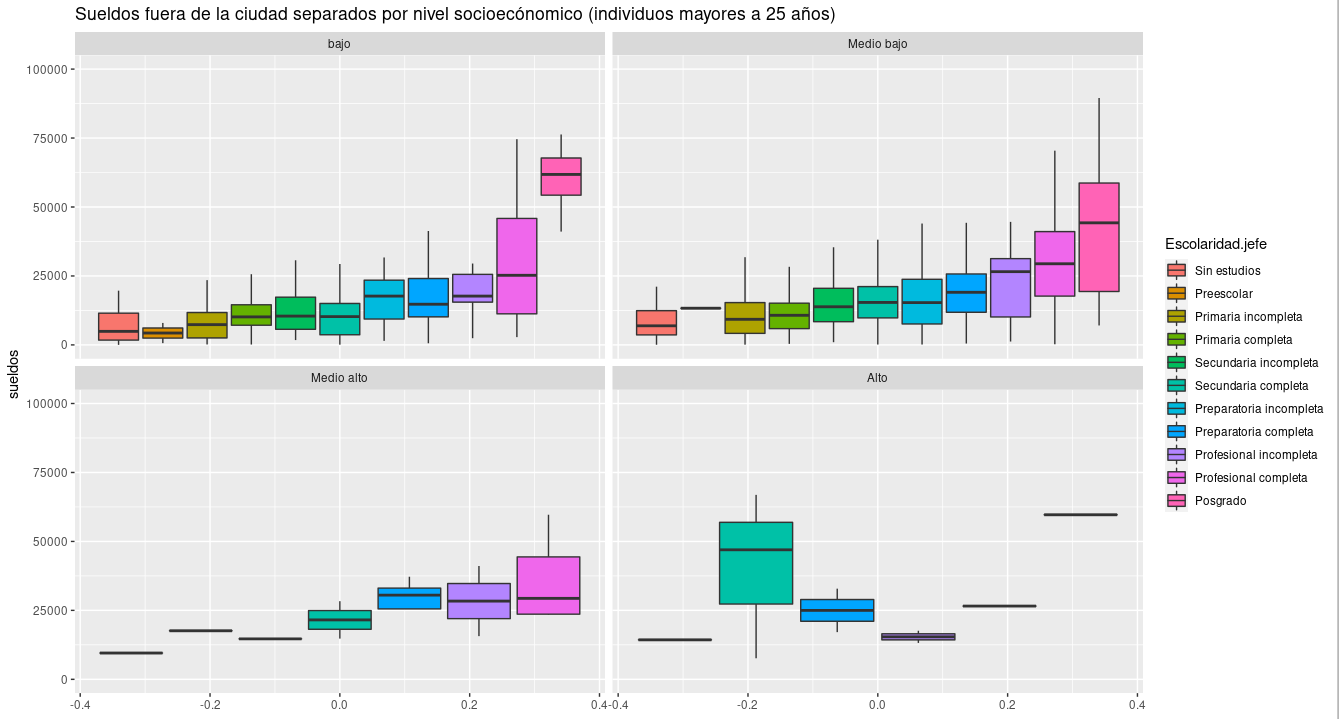 Sueldos fuera de la ciudad separados por nivel socioecónomico (individuos mayores a 25 años)
bajo
Medio bajo
100000
75000
50000
25000
0
Medio alto
Alto
100000
75000
50000
25000
0
-0.4 -0.2 0.0 0.2 0.4
-0.4 -0.2 0.0 0.2 0.4
sueldos
Escolaridad.jefe
Sin estudios
Preescolar
Primaria incompleta
Primaria completa
Secundaria incompleta
Secundaria completa
Preparatoria incompleta
Preparatoria completa
Profesional incompleta
Profesional completa
Posgrado